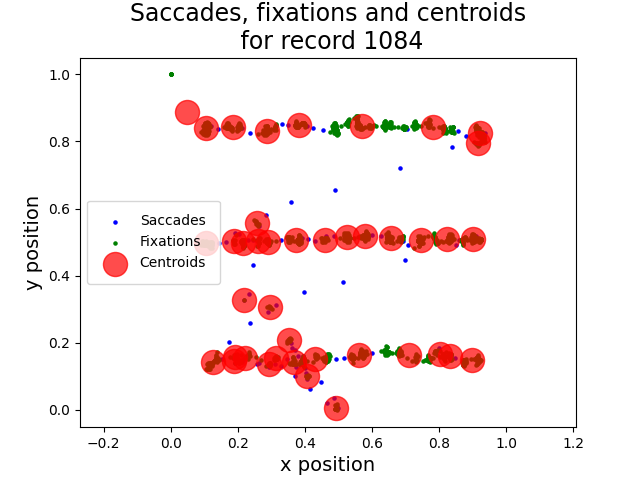 Saccades, fixations and centroids
for record 1084
1.0
0.8
0.6
0.4
0.2
0.0
y position
Saccades
Fixations
Centroids
−0.2
0.0
0.2
0.4
0.6
0.8
1.0
1.2
x position